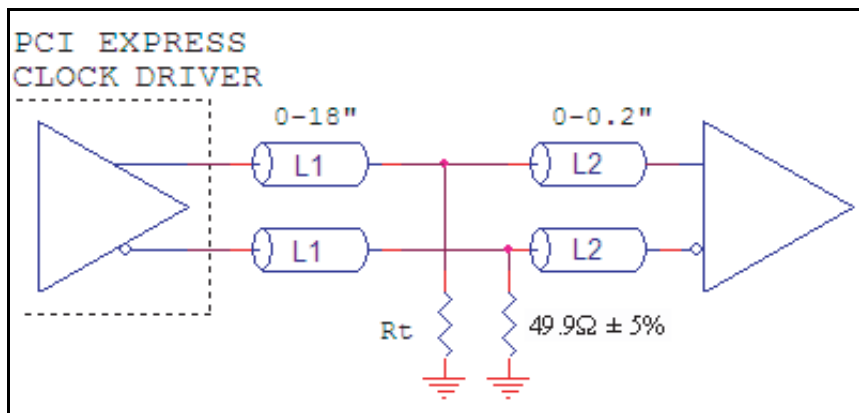 PCI EXPRESS
CLOCK DRIVER
0-18"
0-0.2"
L1
L2
L1
L2
Rt
49.9Ω ± 5%